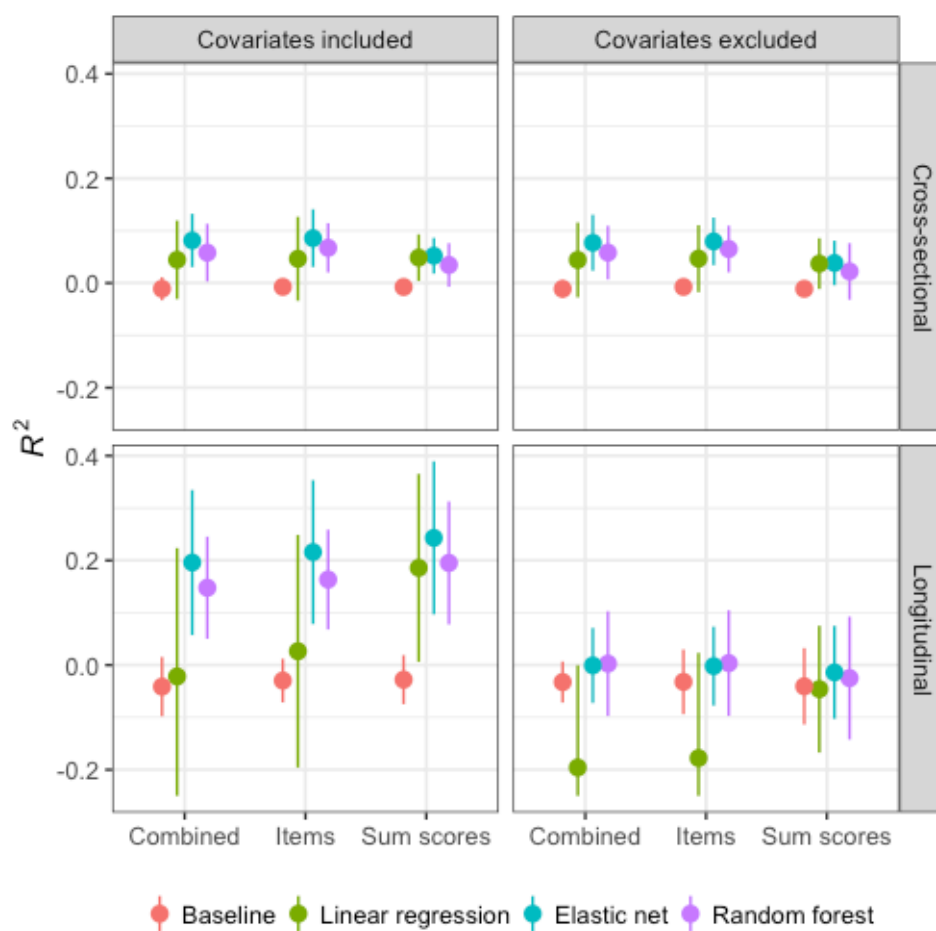 Covariates included
Covariates excluded
0.4
0.2
0.0
-0.2
Cross-sectional
R²
0.4
0.2
0.0
-0.2
Longitudinal
Combined Items Sum scores
Combined Items Sum scores
Baseline Linear regression Elastic net Random forest